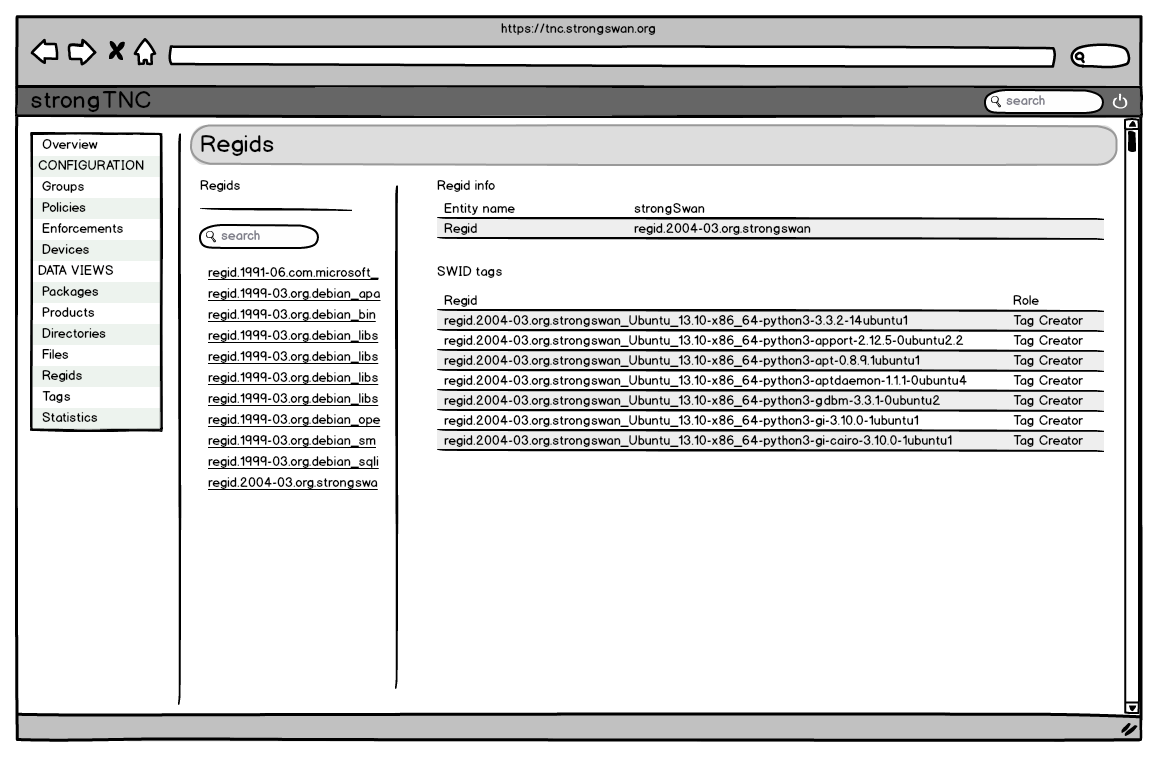 https://tnc.strongswan.org
strongTNC
search
Overview
CONFIGURATION
Groups
Policies
Enforcements
Devices
DATA VIEWS
Packages
Products
Directories
Files
Regids
Tags
Statistics
Regids
Regids
search
regid.1991-06.com.microsoft_
regid.1999-03.org.debian_apa
regid.1999-03.org.debian_bin
regid.1999-03.org.debian_libs
regid.1999-03.org.debian_libs
regid.1999-03.org.debian_libs
regid.1999-03.org.debian_libs
regid.1999-03.org.debian_ope
regid.1999-03.org.debian_sm
regid.1999-03.org.debian_sqli
regid.2004-03.org.strongswa
Regid info
Entity name strongSwan
Regid regid.2004-03.org.strongswan
SWID tags
Regid Role
regid.2004-03.org.strongswan_Ubuntu_13.10-x86_64-python3-3.3.2-14ubuntu1 Tag Creator
regid.2004-03.org.strongswan_Ubuntu_13.10-x86_64-python3-apport-2.12.5-0ubuntu2.2 Tag Creator
regid.2004-03.org.strongswan_Ubuntu_13.10-x86_64-python3-apt-0.8.9.1ubuntu1 Tag Creator
regid.2004-03.org.strongswan_Ubuntu_13.10-x86_64-python3-aptdaemon-1.1.1-0ubuntu4 Tag Creator
regid.2004-03.org.strongswan_Ubuntu_13.10-x86_64-python3-gdbm-3.3.1-0ubuntu2 Tag Creator
regid.2004-03.org.strongswan_Ubuntu_13.10-x86_64-python3-gi-3.10.0-1ubuntu1 Tag Creator
regid.2004-03.org.strongswan_Ubuntu_13.10-x86_64-python3-gi-cairo-3.10.0-1ubuntu1 Tag Creator